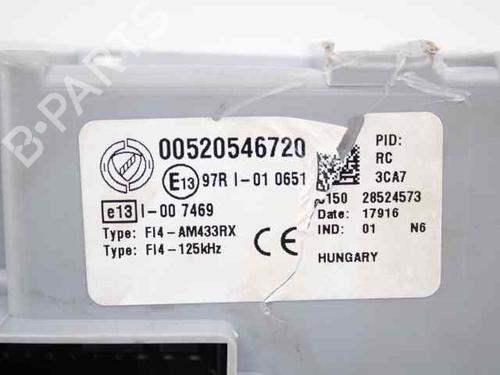 B-PARTS
00520546720
E13 97R I-01 0651
e13 I-00 7469
Type: FI4-AM433RX
Type: FI4-125kHz
CE
PID:
RC
3CA7
150 28524573
Date: 17916
IND: 01 N6
HUNGARY